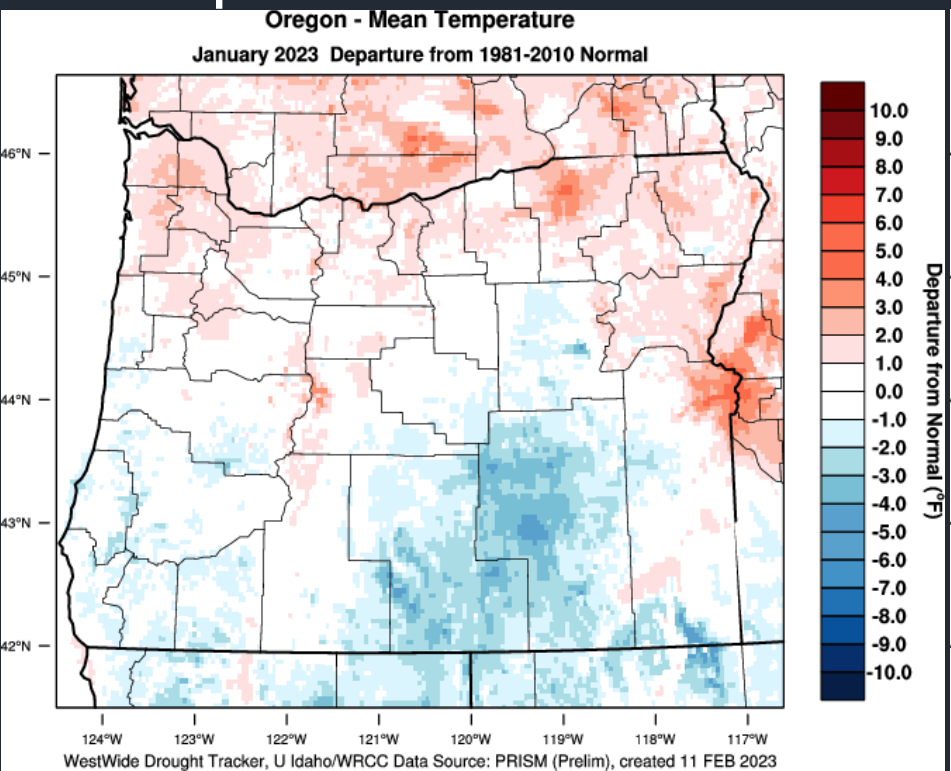 Oregon - Mean Temperature
January 2023  Departure from 1981-2010 Normal
46°N
45°N
44°N
43°N
42°N
124°W 123°W 122°W 121°W 120°W 119°W 118°W 117°W
10.0
9.0
8.0
7.0
6.0
5.0
4.0
3.0
2.0
1.0
0.0
-1.0
-2.0
-3.0
-4.0
-5.0
-6.0
-7.0
-8.0
-9.0
-10.0
Departure from Normal (°F)
WestWide Drought Tracker, U Idaho/WRCC Data Source: PRISM (Prelim), created 11 FEB 2023